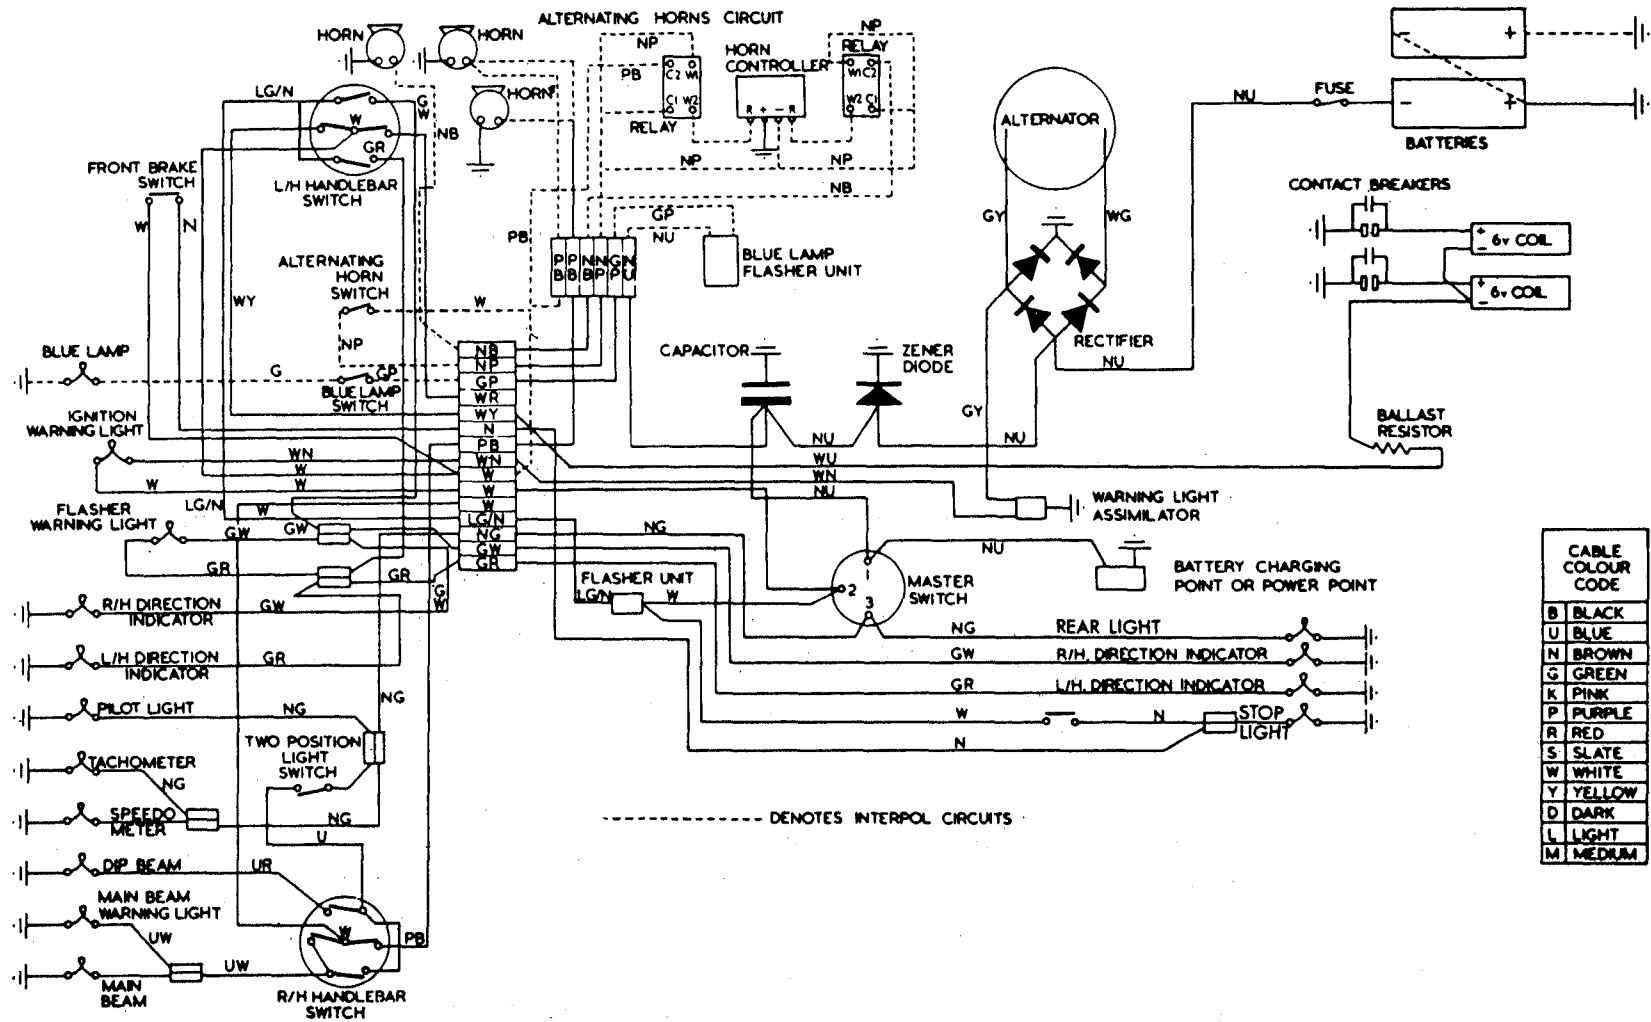 ALTERNATING HORNS CIRCUIT
HORN
HORN
HORN
NP
NP
RELAY
HORN
CONTROLLER
PB
C2 W1
C1 W2
RELAY
R + - R
W1 C2
W2 C1
NP
NP
NB
LG/N
G
W
NB
W
GR
L/H HANDLEBAR
SWITCH
FRONT BRAKE
SWITCH
W
N
ALTERNATOR
GY
WG
NU
FUSE
- +
- +
BATTERIES
CONTACT BREAKERS
+
-
6v COIL
+
-
6v COIL
GP
NU
PB
PB
PB
NB
NP
GP
NU
BLUE LAMP
FLASHER UNIT
ALTERNATING
HORN
SWITCH
W
WY
NP
BLUE LAMP
G
GP
BLUE LAMP
SWITCH
CAPACITOR
ZENER
DIODE
RECTIFIER
NU
GY
IGNITION
WARNING LIGHT
NB
NP
GP
WR
WY
N
PB
WN
W
W
W
LG/N
NG
GW
GR
BALLAST
RESISTOR
NU
NU
WU
WN
NU
WN
W
W
W
LG/N
W
FLASHER
WARNING LIGHT
GW
GW
GR
GR
G
W
WARNING LIGHT
ASSIMILATOR
NG
NU
FLASHER UNIT
LG/N
W
1
2
3
MASTER
SWITCH
BATTERY CHARGING
POINT OR POWER POINT
R/H DIRECTION
INDICATOR
GW
L/H DIRECTION
INDICATOR
GR
NG
PILOT LIGHT
NG
NG
REAR LIGHT
GW
R/H. DIRECTION INDICATOR
GR
L/H. DIRECTION INDICATOR
W
N
STOP
LIGHT
N
TWO POSITION
LIGHT
SWITCH
TACHOMETER
NG
SPEEDO
METER
NG
U
DIP BEAM
UR
MAIN BEAM
WARNING LIGHT
UW
W
PB
UW
MAIN
BEAM
R/H HANDLEBAR
SWITCH
DENOTES INTERPOL CIRCUITS
CABLE
COLOUR
CODE
B BLACK
U BLUE
N BROWN
G GREEN
K PINK
P PURPLE
R RED
S SLATE
W WHITE
Y YELLOW
D DARK
L LIGHT
M MEDIUM